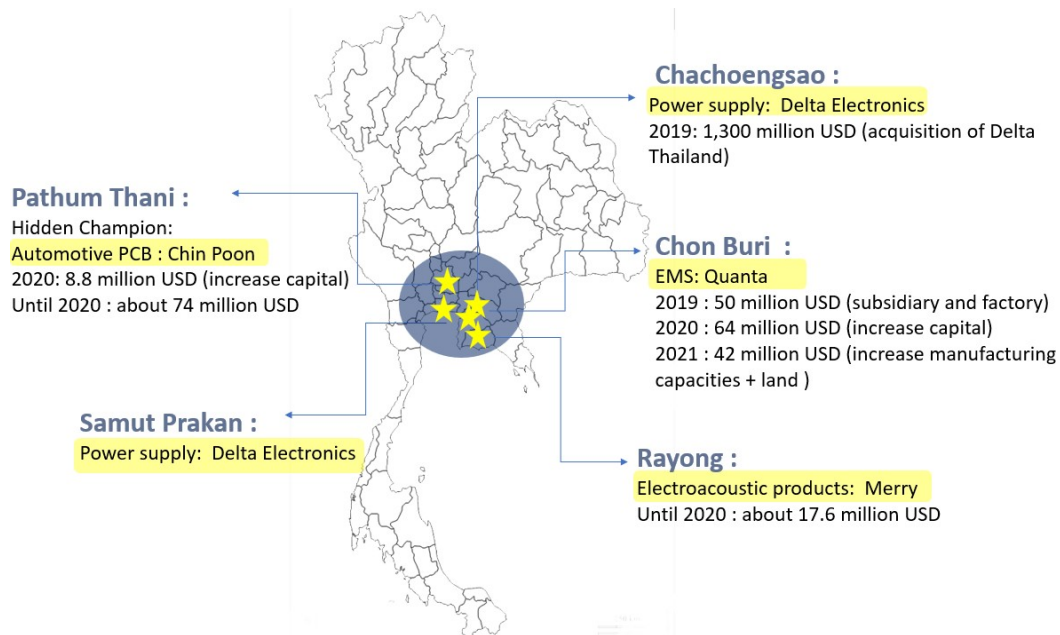 Chachoengsao :
Power supply: Delta Electronics
2019: 1,300 million USD (acquisition of Delta
Thailand)
Pathum Thani :
Hidden Champion:
Automotive PCB : Chin Poon
2020: 8.8 million USD (increase capital)
Until 2020 : about 74 million USD
Chon Buri :
EMS: Quanta
2019 : 50 million USD (subsidiary and factory)
2020 : 64 million USD (increase capital)
2021 : 42 million USD (increase manufacturing
capacities + land )
Samut Prakan :
Power supply: Delta Electronics
Rayong :
Electroacoustic products: Merry
Until 2020 : about 17.6 million USD